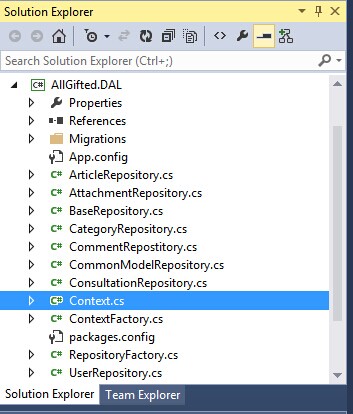 Solution Explorer
Search Solution Explorer (Ctrl+;)
C# AllGifted.DAL
Properties
References
Migrations
App.config
C# ArticleRepository.cs
C# AttachmentRepository.cs
C# BaseRepository.cs
C# CategoryRepository.cs
C# CommentRepostitory.cs
C# CommonModelRepository.cs
C# ConsultationRepository.cs
C# Context.cs
C# ContextFactory.cs
packages.config
C# RepositoryFactory.cs
C# UserRepository.cs
Solution Explorer Team Explorer